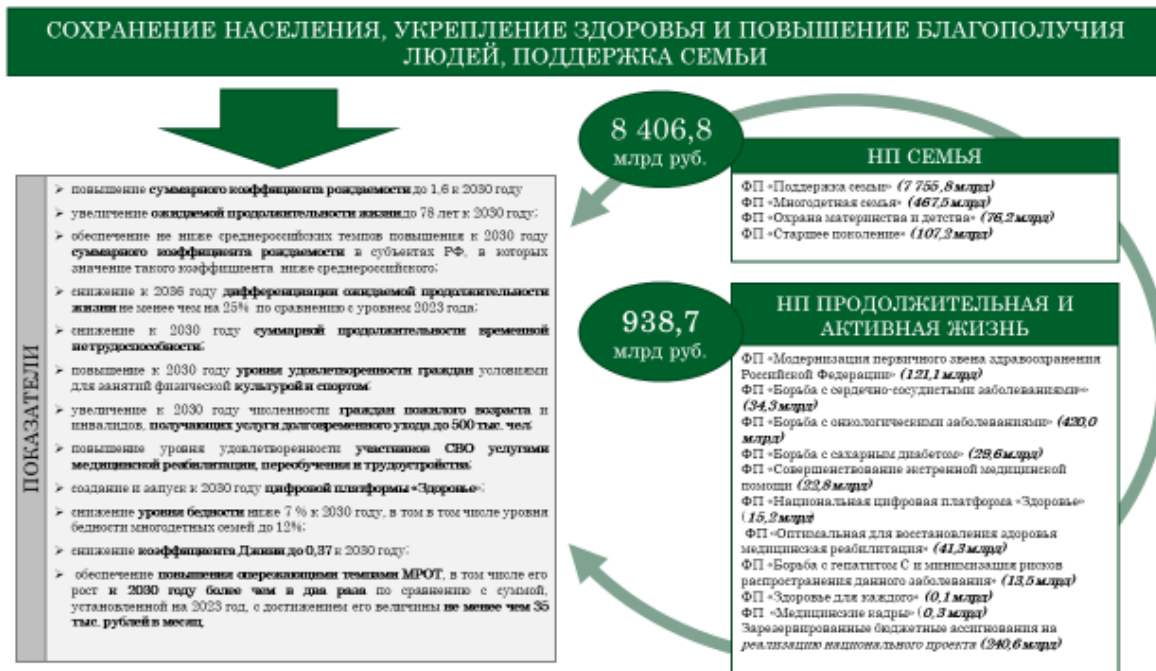 СОХРАНЕНИЕ НАСЕЛЕНИЯ, УКРЕПЛЕНИЕ ЗДОРОВЬЯ И ПОВЫШЕНИЕ БЛАГОПОЛУЧИЯ
ЛЮДЕЙ, ПОДДЕРЖКА СЕМЬИ
ПОКАЗАТЕЛИ
➢ повышение суммарного коэффициента рождаемости до 1,6 к 2030 году
➢ увеличение ожидаемой продолжительности жизни до 78 лет к 2030 году;
➢ обеспечение не ниже среднероссийских темпов повышения к 2030 году
суммарного коэффициента рождаемости в субъектах РФ, в которых
значение такого коэффициента ниже среднероссийского;
➢ снижение к 2036 году дифференциации ожидаемой продолжительности
жизни не менее чем на 25% по сравнению с уровнем 2023 года;
➢ снижение к 2030 году суммарной продолжительности временной
нетрудоспособности;
➢ повышение к 2030 году уровня удовлетворенности граждан условиями
для занятий физической культурой и спортом;
➢ увеличение к 2030 году численности граждан пожилого возраста и
инвалидов, получающих услуги долговременного ухода до 500 тыс. чел;
➢ повышение уровня удовлетворенности участников СВО услугами
медицинской реабилитации, переобучения и трудоустройства;
➢ создание и запуск к 2030 году цифровой платформы «Здоровье»;
➢ снижение уровня бедности ниже 7 % к 2030 году, в том в том числе уровня
бедности многодетных семей до 12%;
➢ снижение коэффициента Джини до 0,37 к 2030 году;
➢ обеспечение повышения опережающими темпами МРОТ, в том числе его
рост к 2030 году более чем в два раза по сравнению с суммой,
установленной на 2023 год, с достижением его величины не менее чем 35
тыс. рублей в месяц.
8 406,8
млрд руб.
НП СЕМЬЯ
ФП «Поддержка семьи» (7 755,8 млрд)
ФП «Многодетная семья» (467,5 млрд)
ФП «Охрана материнства и детства» (76,2 млрд)
ФП «Старшее поколение» (107,2 млрд)
938,7
млрд руб.
НП ПРОДОЛЖИТЕЛЬНАЯ И
АКТИВНАЯ ЖИЗНЬ
ФП «Модернизация первичного звена здравоохранения
Российской Федерации» (121,1 млрд)
ФП «Борьба с сердечно-сосудистыми заболеваниями»
(34,3 млрд)
ФП «Борьба с онкологическими заболеваниями» (420,0
млрд)
ФП «Борьба с сахарным диабетом» (29,6 млрд)
ФП «Совершенствование экстренной медицинской
помощи (22,8 млрд)
ФП «Национальная цифровая платформа «Здоровье»
(15,2 млрд)
ФП «Оптимальная для восстановления здоровья
медицинская реабилитация» (41,3 млрд)
ФП «Борьба с гепатитом С и минимизация рисков
распространения данного заболевания» (13,5 млрд)
ФП «Здоровье для каждого» (0,1 млрд)
ФП «Медицинские кадры» (0,3 млрд)
Зарезервированные бюджетные ассигнования на
реализацию национального проекта (240,6 млрд)